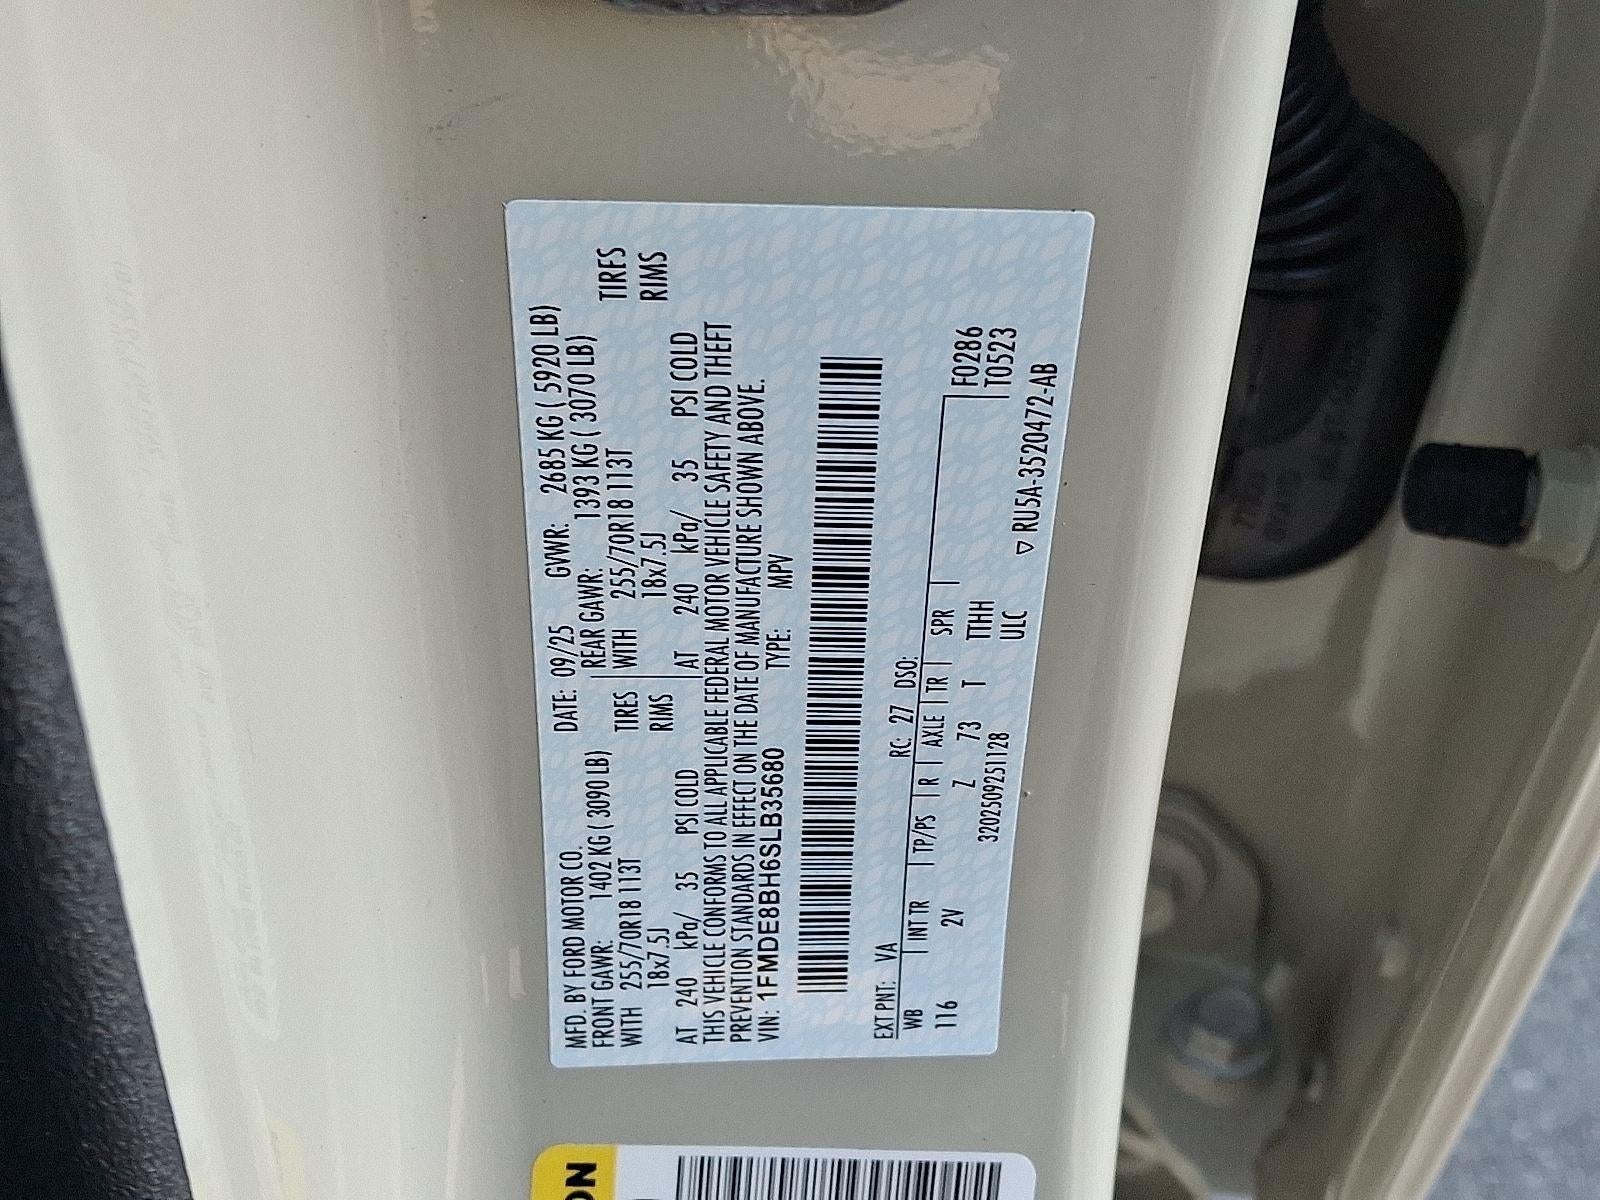 MFD. BY FORD MOTOR CO.
DATE: 09/25 GVWR: 2685 KG ( 5920 LB)
FRONT GAWR: 1402 KG ( 3090 LB) REAR GAWR: 1393 KG ( 3070 LB)
WITH 255/70R18 113T TIRES WITH 255/70R18 113T TIRES
18x7.5J RIMS 18x7.5J RIMS
AT 240 kPa/ 35 PSI COLD AT 240 kPa/ 35 PSI COLD
THIS VEHICLE CONFORMS TO ALL APPLICABLE FEDERAL MOTOR VEHICLE SAFETY AND THEFT
PREVENTION STANDARDS IN EFFECT ON THE DATE OF MANUFACTURE SHOWN ABOVE.
VIN: 1FMDE8BH6SLB35680 TYPE: MPV
EXT PNT: VA RC: 27 DSO:
WB INT TR TP/PS R AXLE TR SPR F0286
116 2V Z 73 T TTHH T0523
320250925 1128 ULC
▽ RU5A-3520472-AB
ON